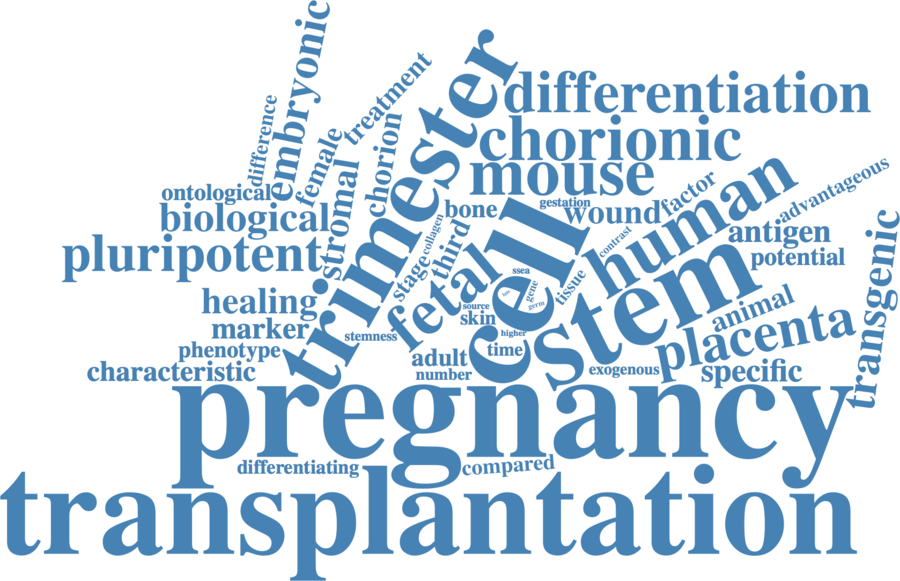 embryonic
difference
female
treatment
trimester
differentiation
chorionic
mouse
chorion
stromal
ontological
biological
pluripotent
bone
gestation
wound
factor
human
advantageous
antigen
potential
transgenic
collagen
third
stage
fetal
cell
contrast
ssea
gene
germ
tissue
stem
animal
placenta
specific
healing
marker
phenotype
characteristic
stemness
source
skin
higher
time
adult
number
exogenous
pregnancy
differentiating
compared
transplantation